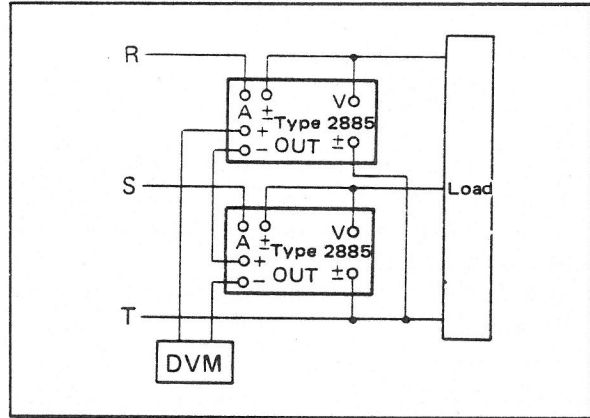 R
A ± V
+ Type 2885
− OUT ±
S
Load
A ± V
Type 2885
+ OUT ±
−
T
DVM